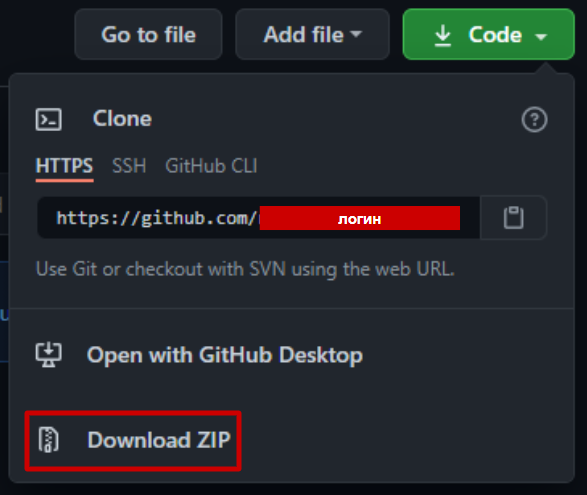 Go to file Add file Code
Clone
HTTPS SSH GitHub CLI
https://github.com/ логин
Use Git or checkout with SVN using the web URL.
Open with GitHub Desktop
Download ZIP